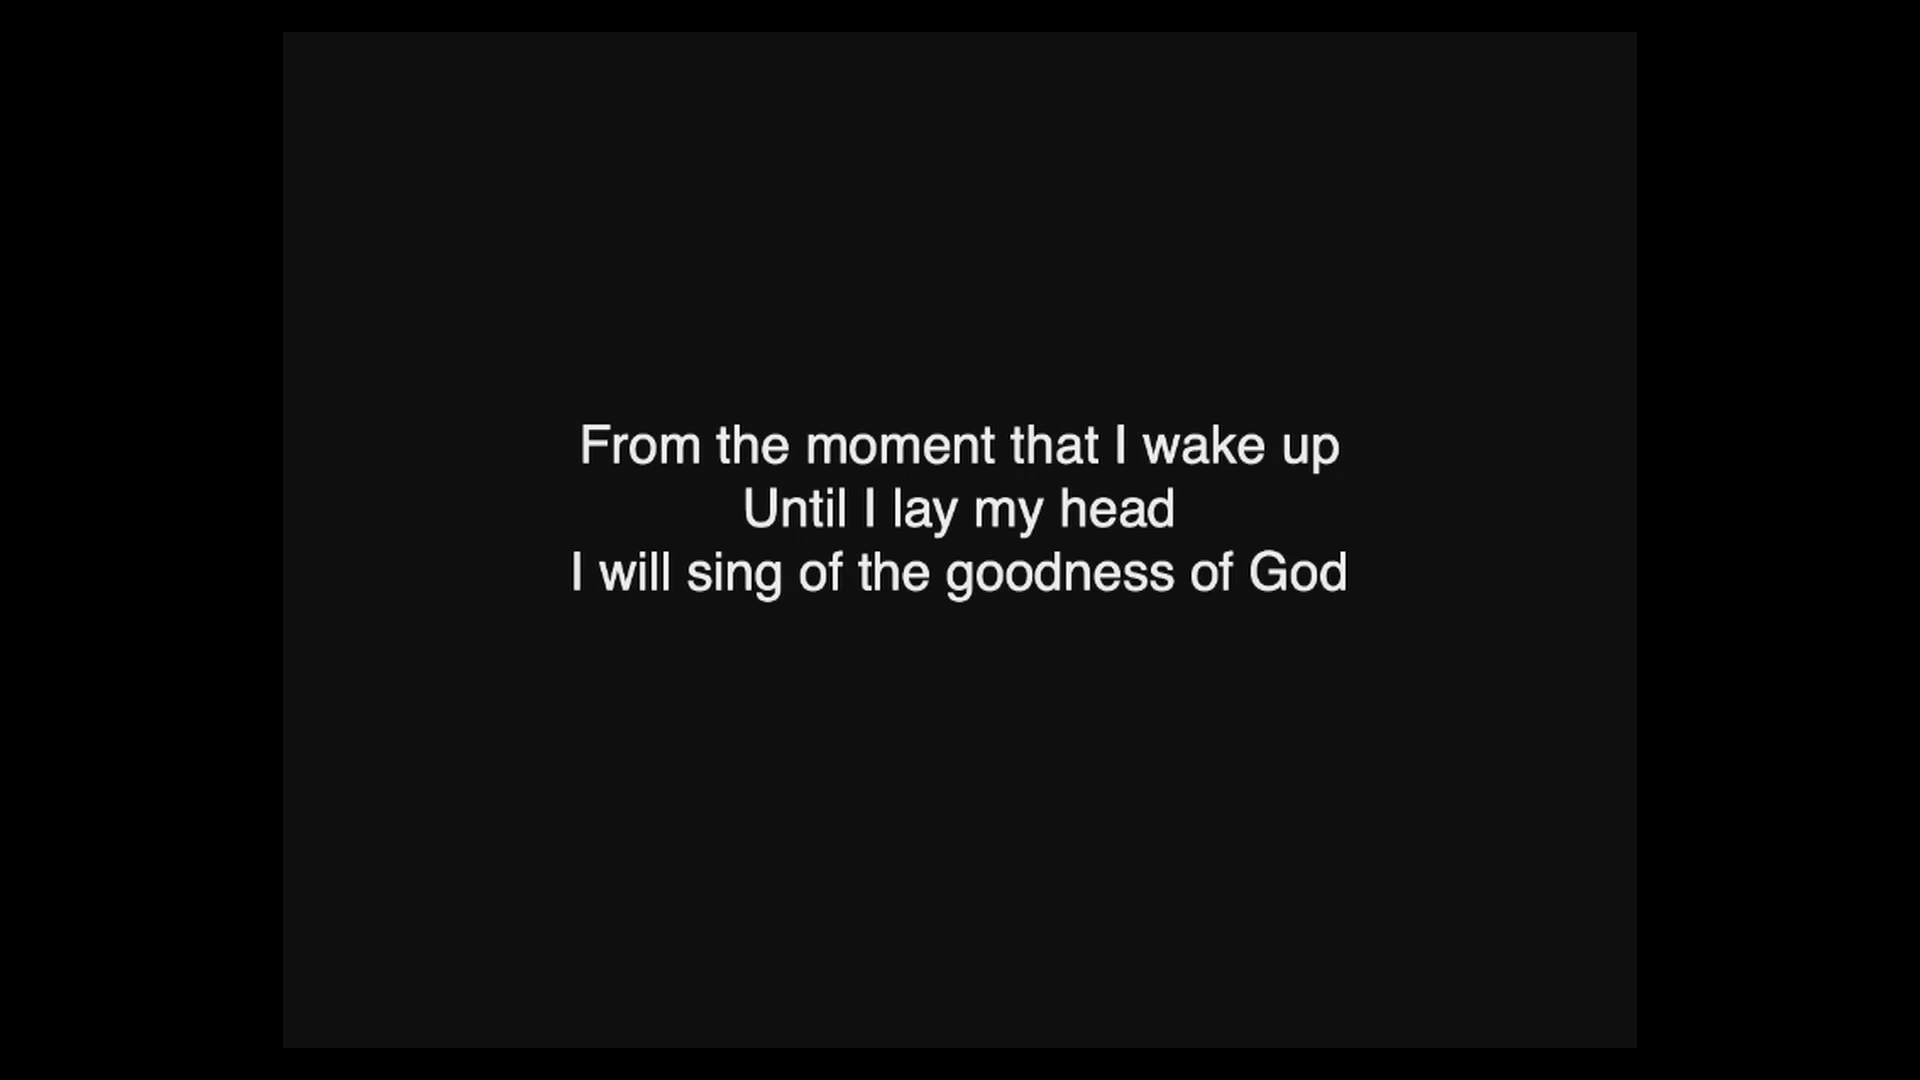 From the moment that I wake up
Until I lay my head
I will sing of the goodness of God